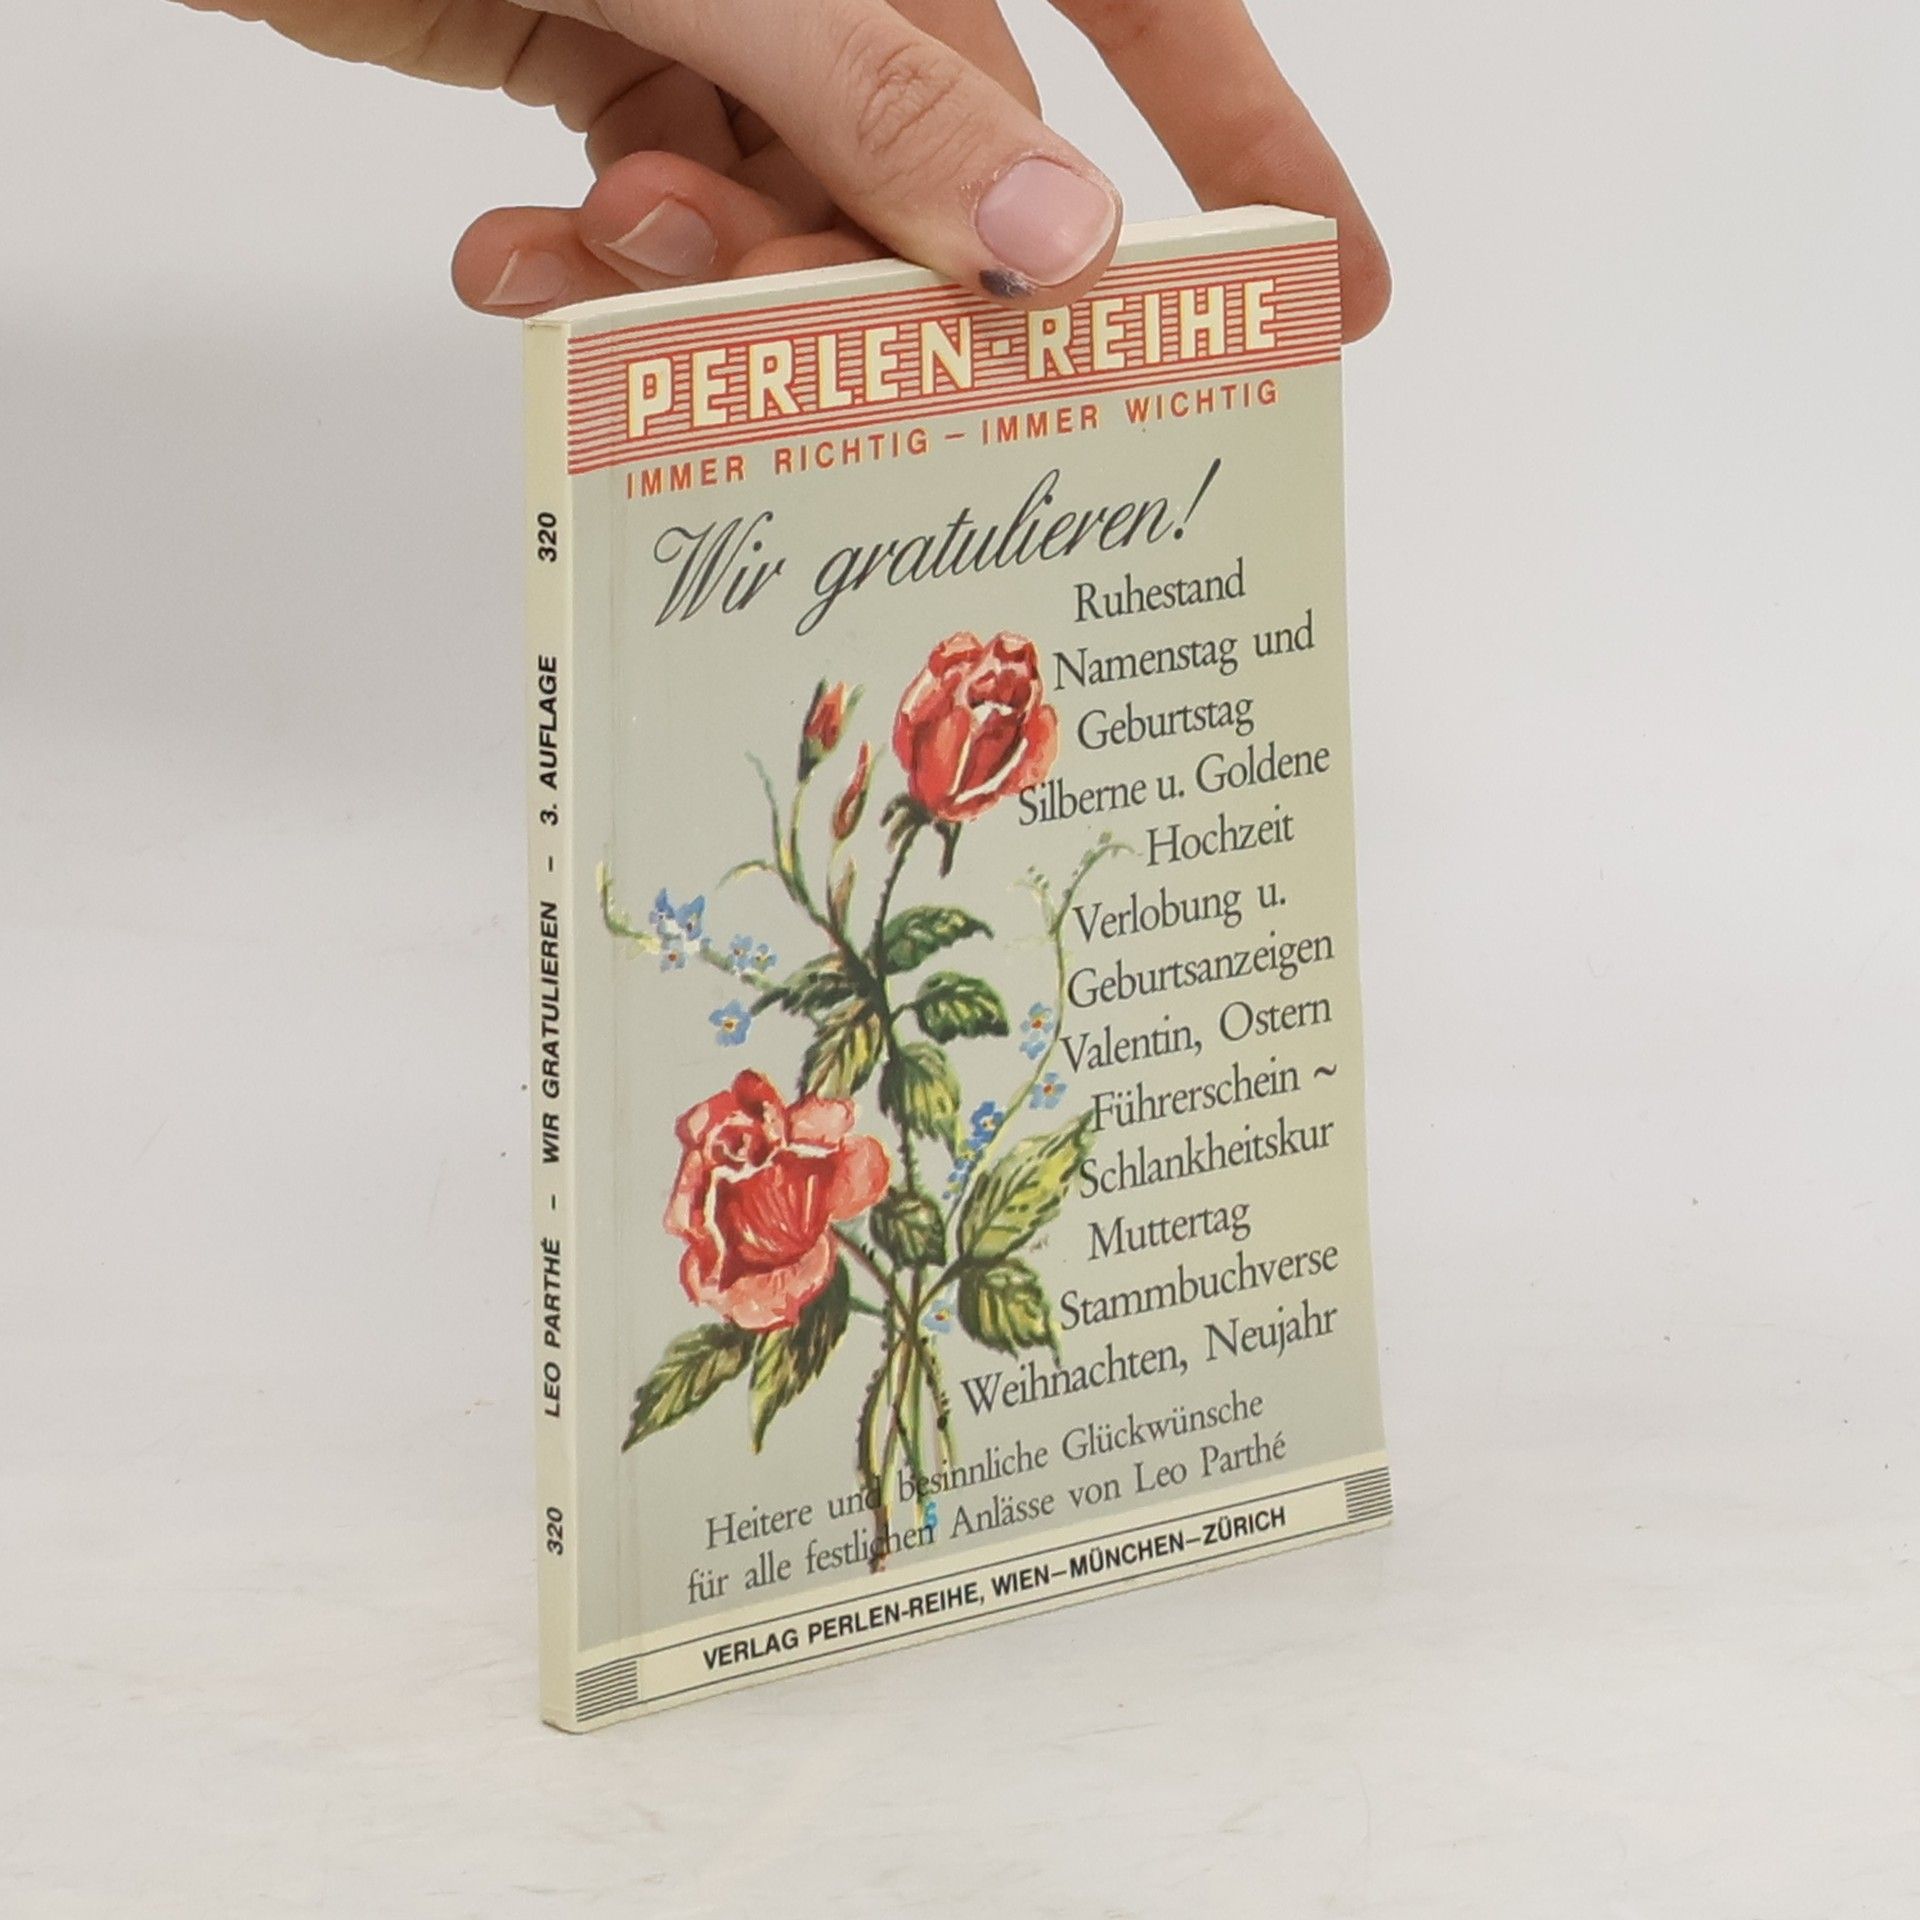 PERLEN-REIHE
IMMER RICHTIG – IMMER WICHTIG
Wir gratulieren!
Ruhestand
Namenstag und
Geburtstag
Silberne u. Goldene
Hochzeit
Verlobung u.
Geburtsanzeigen
Valentin, Ostern
Führerschein ~
Schlankheitskur
Muttertag
Stammbuchverse
Weihnachten, Neujahr
Heitere und besinnliche Glückwünsche
für alle festlichen Anlässe von Leo Parthé
VERLAG PERLEN-REIHE, WIEN–MÜNCHEN–ZÜRICH
320 LEO PARTHÉ – WIR GRATULIEREN – 3. AUFLAGE 320